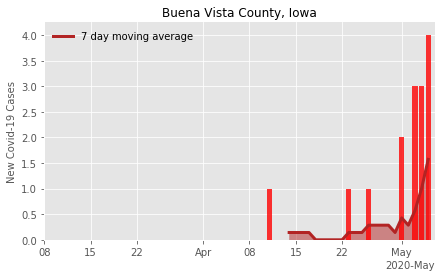 Buena Vista County, Iowa
7 day moving average
New Covid-19 Cases
4.0
3.5
3.0
2.5
2.0
1.5
1.0
0.5
0.0
08 15 22 Apr 08 15 22 May
2020-May